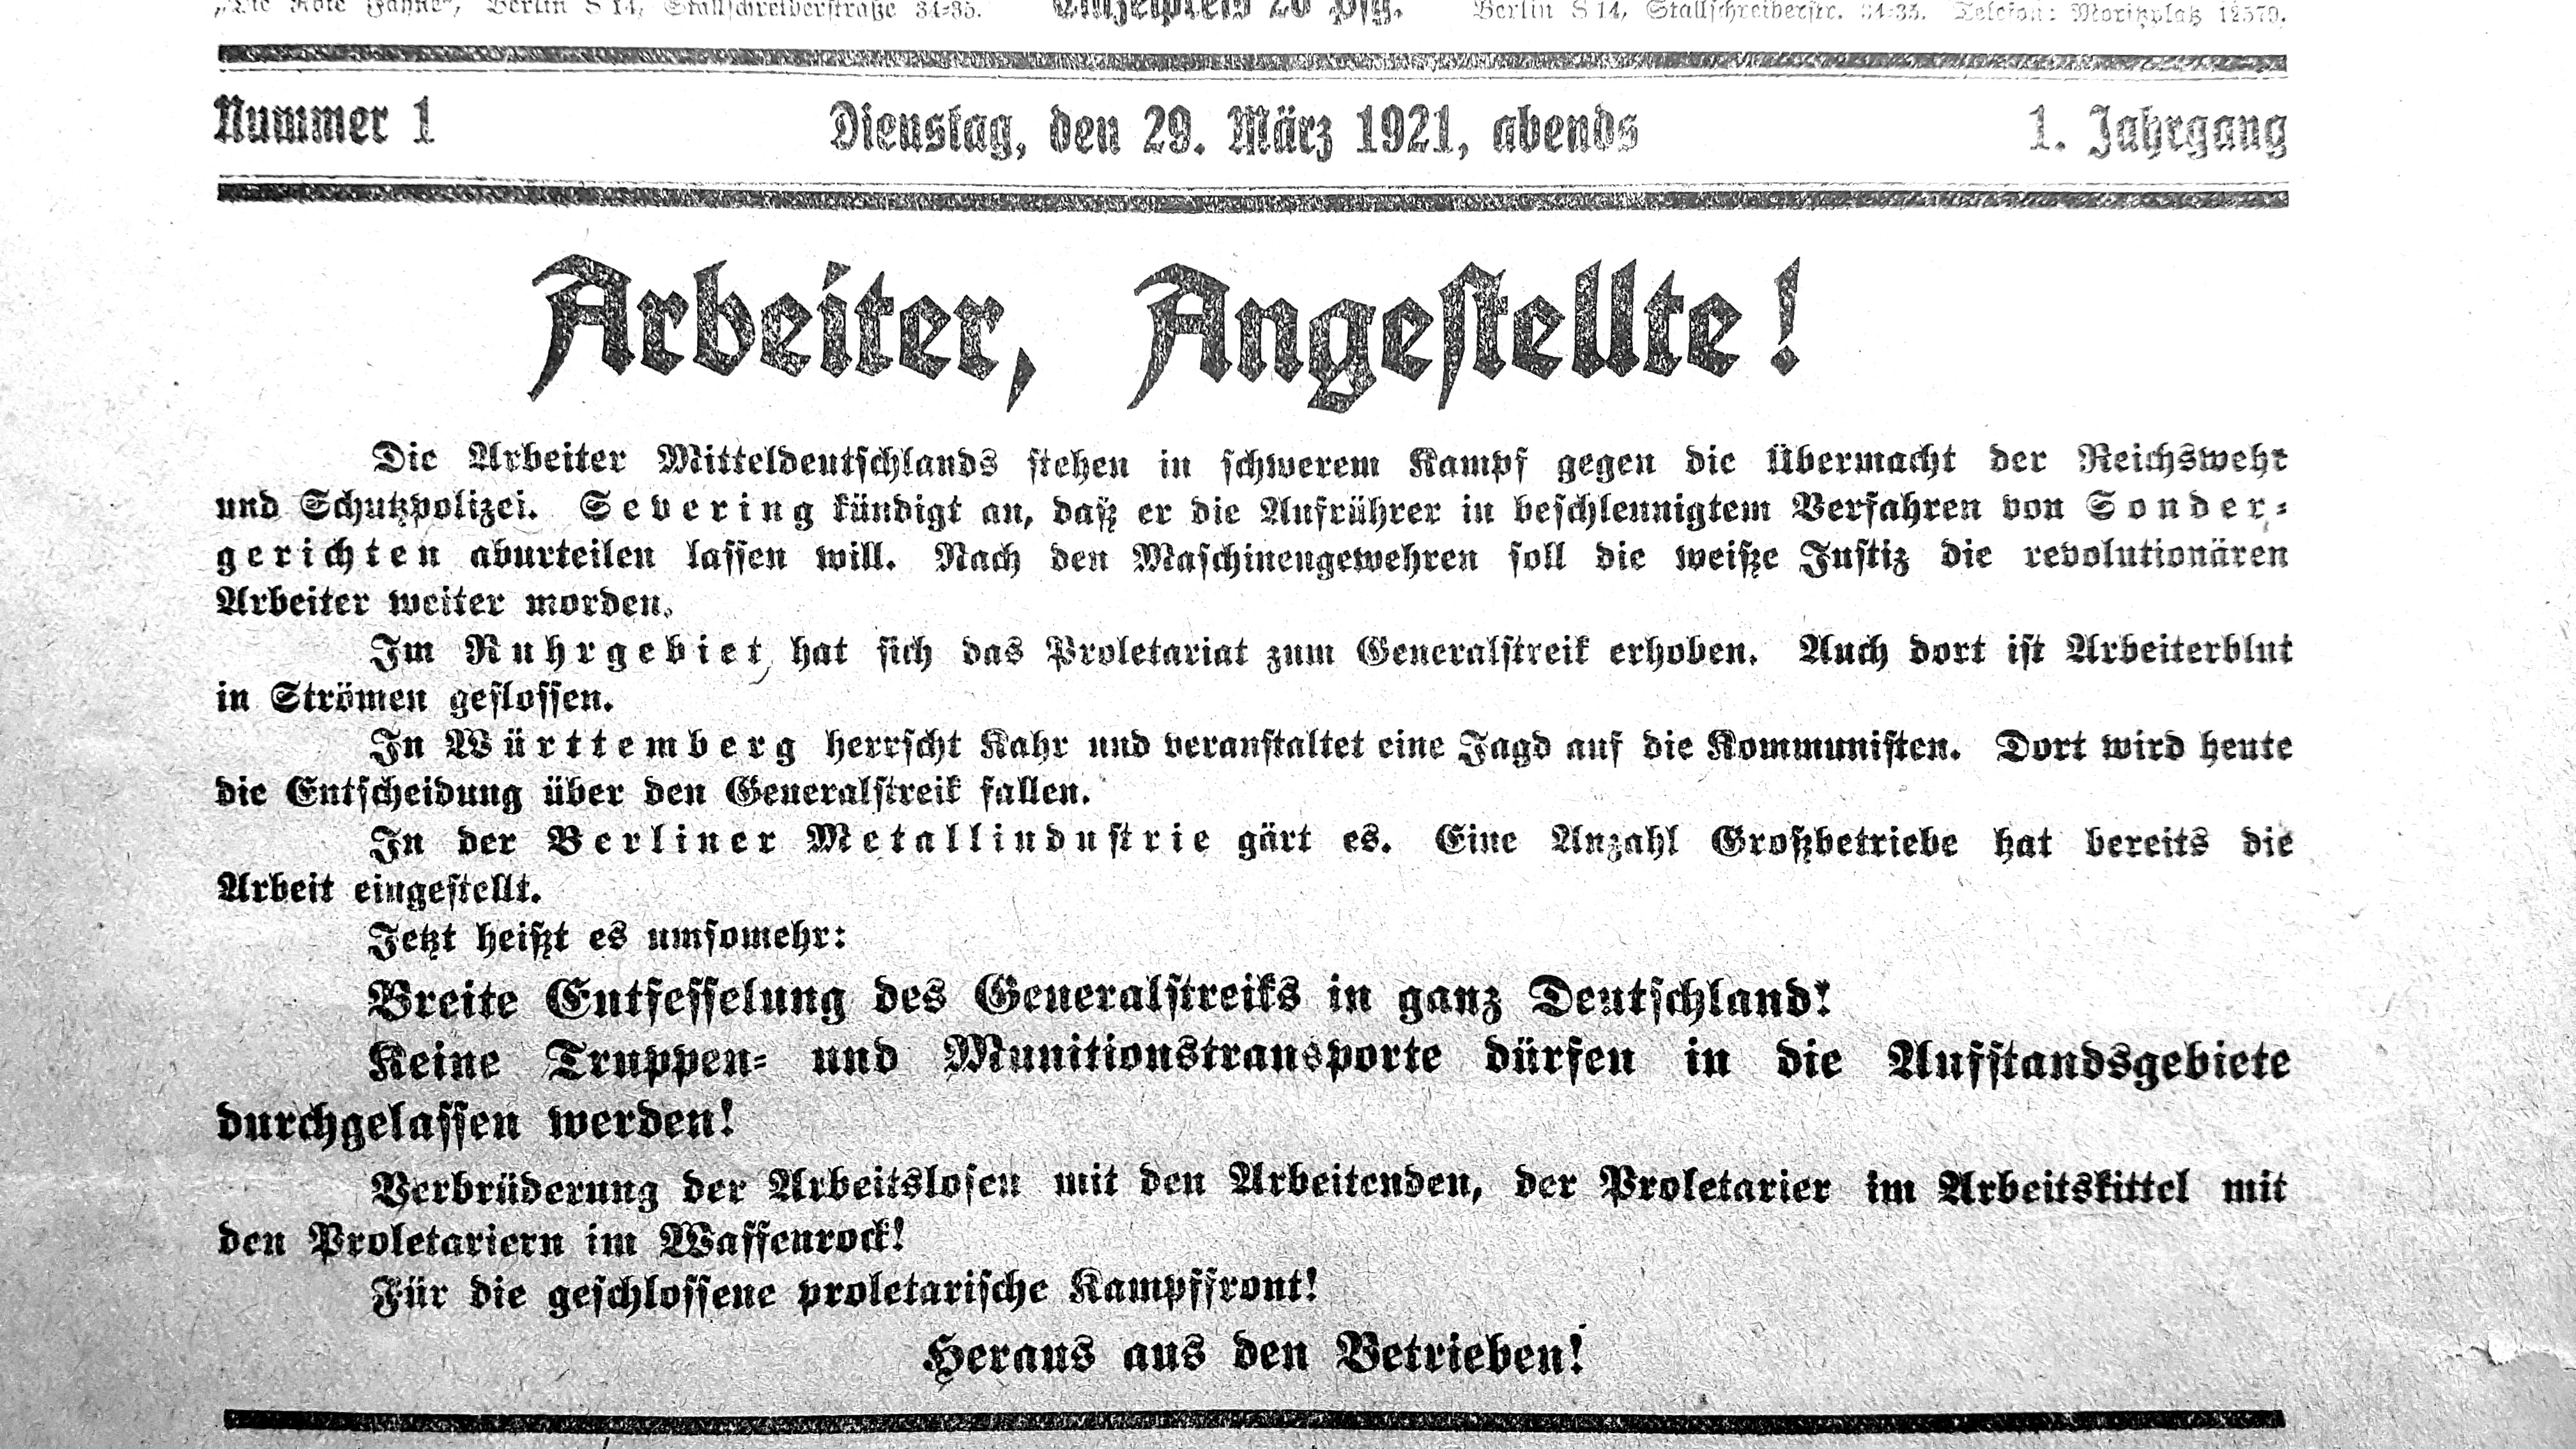 „Die Rote Fahne“, Berlin S 14, Stallschreiberstraße 34-35. Einzelpreis 20 Pfg. Berlin S 14, Stallschreiberstr. 34-35. Telefon: Moritzplatz 12579.
Nummer 1 Dienstag, den 29. März 1921, abends 1. Jahrgang
Arbeiter, Angestellte!
Die Arbeiter Mitteldeutschlands stehen in schwerem Kampf gegen die Übermacht der Reichswehr
und Schutzpolizei. Severing kündigt an, daß er die Aufrührer in beschleunigtem Verfahren von Sonder-
gerichten aburteilen lassen will. Nach den Maschinengewehren soll die weiße Justiz die revolutionären
Arbeiter weiter morden.
Im Ruhrgebiet hat sich das Proletariat zum Generalstreik erhoben. Auch dort ist Arbeiterblut
in Strömen geflossen.
In Württemberg herrscht Kahr und veranstaltet eine Jagd auf die Kommunisten. Dort wird heute
die Entscheidung über den Generalstreik fallen.
In der Berliner Metallindustrie gärt es. Eine Anzahl Großbetriebe hat bereits die
Arbeit eingestellt.
Jetzt heißt es umsomehr:
Breite Entfesselung des Generalstreiks in ganz Deutschland!
Keine Truppen- und Munitionstransporte dürfen in die Aufstandsgebiete
durchgelassen werden!
Verbrüderung der Arbeitslosen mit den Arbeitenden, der Proletarier im Arbeitskittel mit
den Proletariern im Waffenrock!
Für die geschlossene proletarische Kampffront!
Heraus aus den Betrieben!